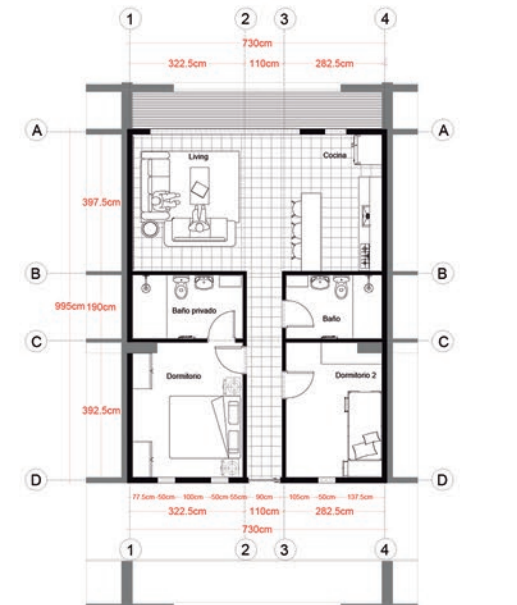 1 2 3 4
730cm
322.5cm 110cm 282.5cm
A A
Living Cocina
397.5cm
B B
995cm 190cm
Baño privado Baño
C C
Dormitorio Dormitorio 2
392.5cm
D D
77.5cm 50cm 100cm 50cm 55cm 90cm 105cm 50cm 137.5cm
322.5cm 110cm 282.5cm
730cm
1 2 3 4